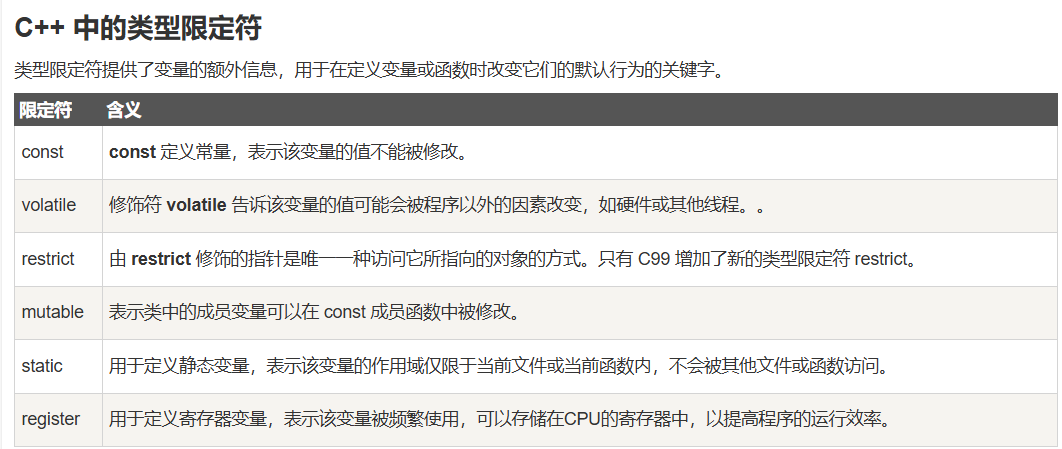 C++ 中的类型限定符
类型限定符提供了变量的额外信息，用于在定义变量或函数时改变它们的默认行为的关键字。
限定符 含义
const const 定义常量，表示该变量的值不能被修改。
volatile 修饰符 volatile 告诉该变量的值可能会被程序以外的因素改变，如硬件或其他线程。。
restrict 由 restrict 修饰的指针是唯一一种访问它所指向的对象的方式。只有 C99 增加了新的类型限定符 restrict。
mutable 表示类中的成员变量可以在 const 成员函数中被修改。
static 用于定义静态变量，表示该变量的作用域仅限于当前文件或当前函数内，不会被其他文件或函数访问。
register 用于定义寄存器变量，表示该变量被频繁使用，可以存储在CPU的寄存器中，以提高程序的运行效率。